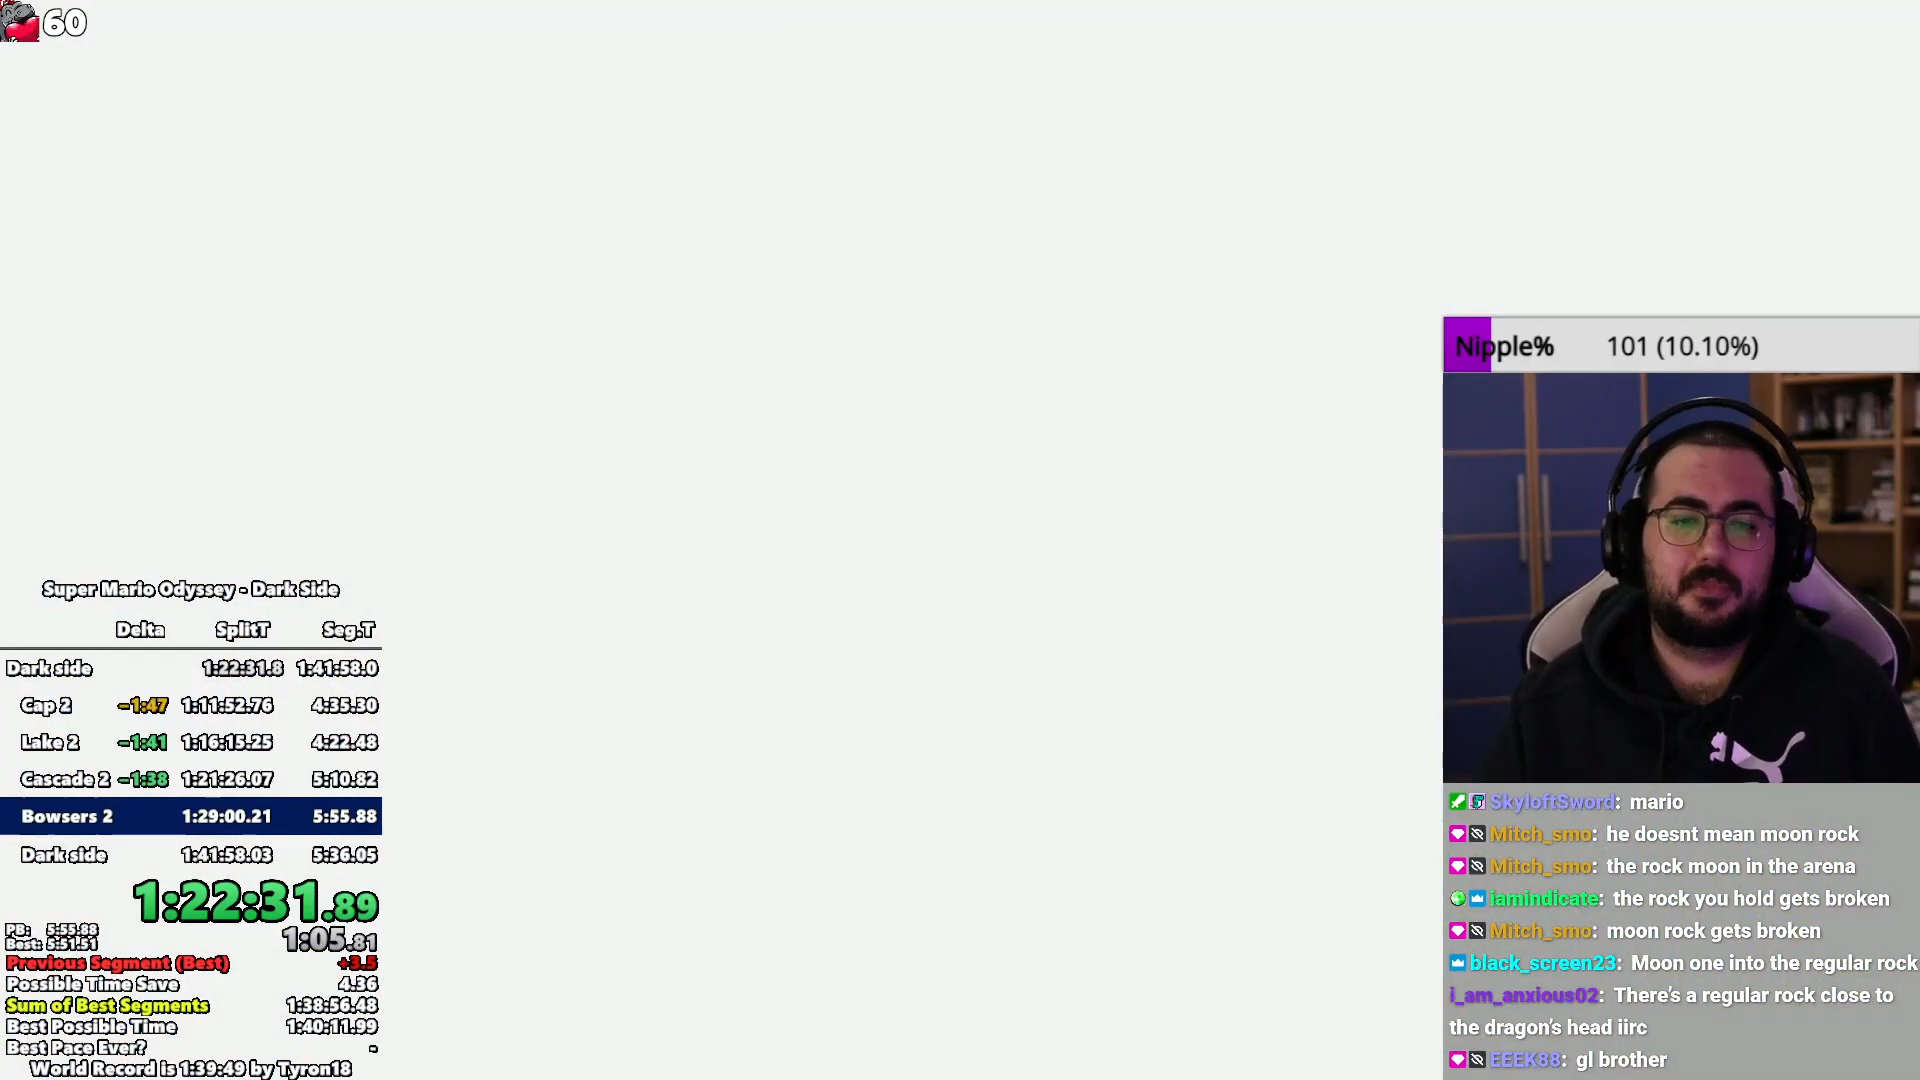 60
Nipple% 101 (10.10%)
Super Mario Odyssey - Dark Side
Delta SplitT Seg.T
Dark side 1:22:31.8 1:41:58.0
Cap 2 -1:47 1:11:52.76 4:35.30
Lake 2 -1:41 1:16:15.25 4:22.48
Cascade 2 -1:38 1:21:26.07 5:10.82
Bowsers 2 1:29:00.21 5:55.88
Dark side 1:41:58.03 5:36.05
1:22:31.89
PB: 5:55.88
Best: 5:51.51 1:05.81
Previous Segment (Best) +3.5
Possible Time Save 4.36
Sum of Best Segments 1:38:56.48
Best Possible Time 1:40:11.99
Best Pace Ever? -
World Record is 1:39:49 by Tyron18
SkyloftSword: mario
Mitch_smo: he doesnt mean moon rock
Mitch_smo: the rock moon in the arena
iamindicate: the rock you hold gets broken
Mitch_smo: moon rock gets broken
black_screen23: Moon one into the regular rock
i_am_anxious02: There's a regular rock close to
the dragon's head iirc
EEEK88: gl brother